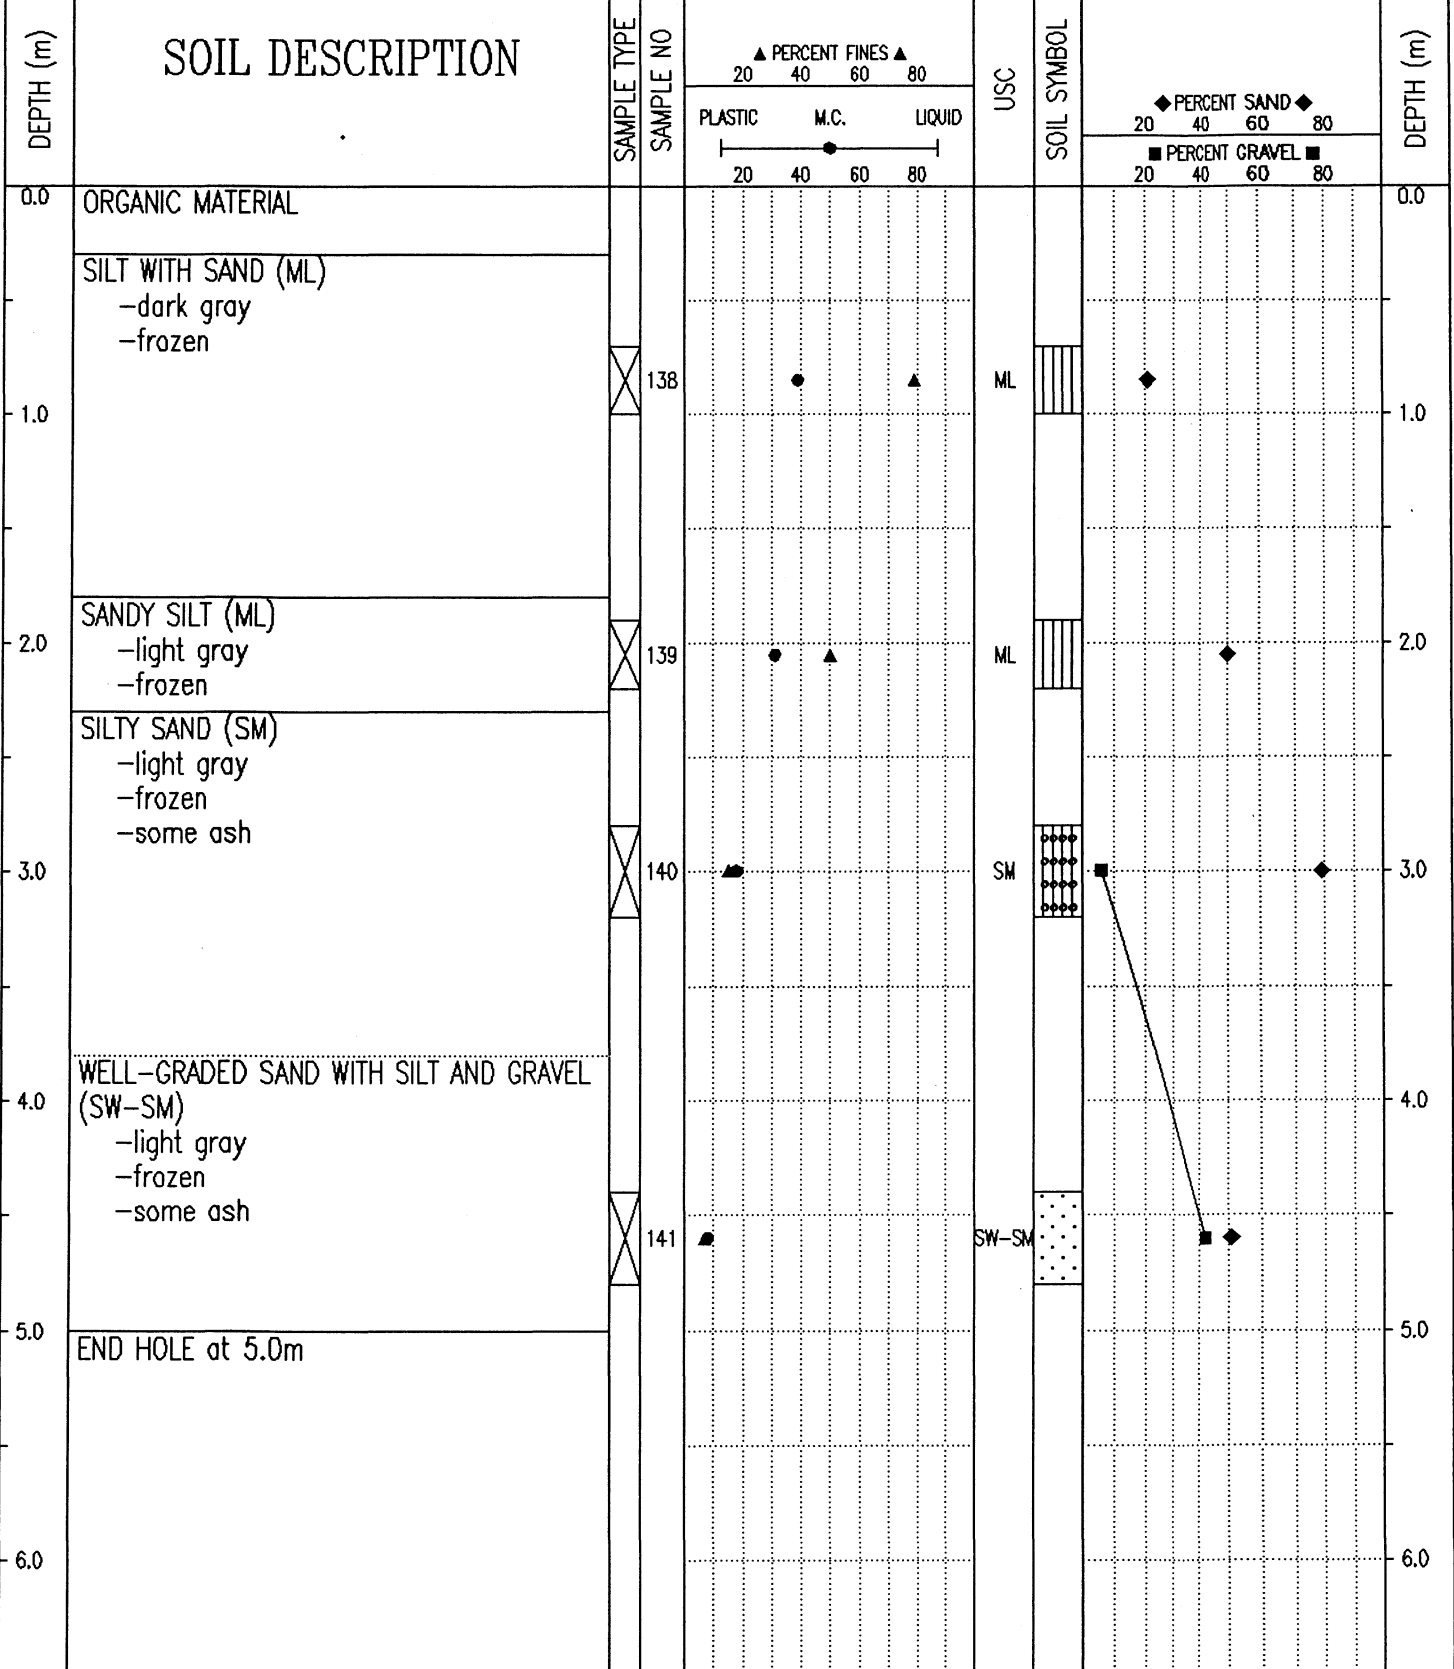 DEPTH (m)
SOIL DESCRIPTION
SAMPLE TYPE
SAMPLE NO
▲ PERCENT FINES ▲
20 40 60 80
PLASTIC M.C. LIQUID
20 40 60 80
USC
SOIL SYMBOL
◆ PERCENT SAND ◆
20 40 60 80
■ PERCENT GRAVEL ■
20 40 60 80
DEPTH (m)
0.0 ORGANIC MATERIAL 0.0
SILT WITH SAND (ML)
-dark gray
-frozen
138 ML
1.0 1.0
SANDY SILT (ML)
2.0 -light gray 139 ML 2.0
-frozen
SILTY SAND (SM)
-light gray
-frozen
-some ash
3.0 140 SM 3.0
WELL-GRADED SAND WITH SILT AND GRAVEL
4.0 (SW-SM) 4.0
-light gray
-frozen
-some ash
141 SW-SM
5.0 5.0
END HOLE at 5.0m
6.0 6.0